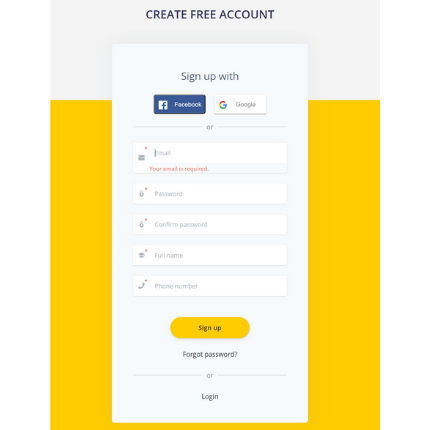 CREATE FREE ACCOUNT
Sign up with
Facebook
Google
or
Email
Your email is required.
Password
Confirm password
Full name
Phone number
Sign up
Forgot password?
or
Login